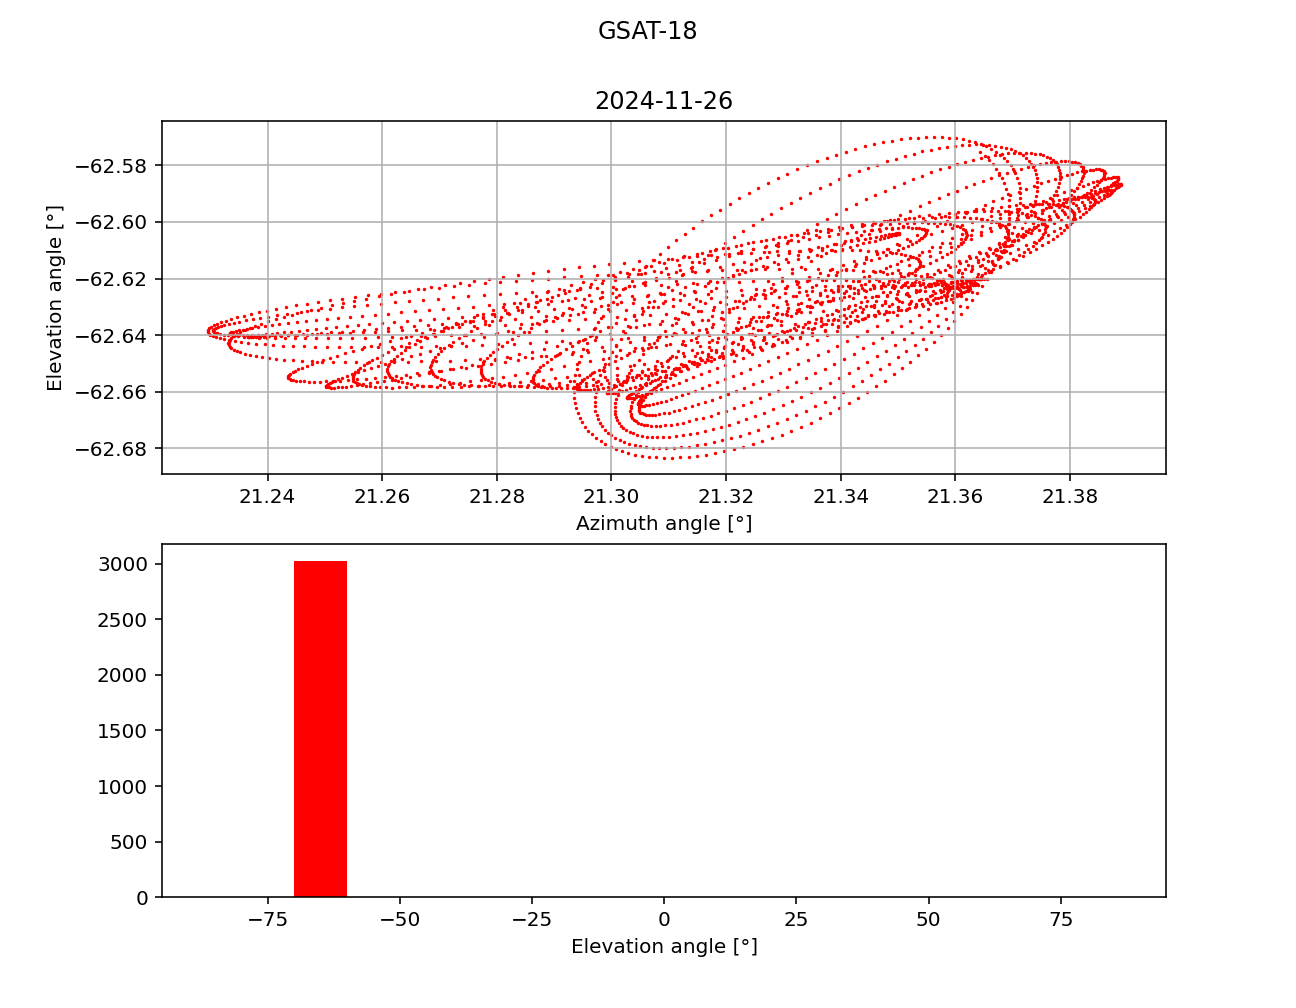 GSAT-18
2024-11-26
−62.58
−62.60
−62.62
−62.64
−62.66
−62.68
Elevation angle [°]
21.24 21.26 21.28 21.30 21.32 21.34 21.36 21.38
Azimuth angle [°]
3000
2500
2000
1500
1000
500
0
−75 −50 −25 0 25 50 75
Elevation angle [°]